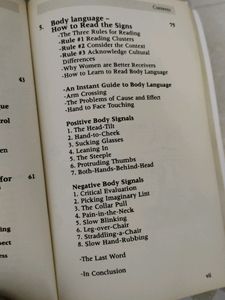 Contents
5. Body language –
How to Read the Signs 75
-The Three Rules for Reading
-Rule #1 Reading Clusters
-Rule #2 Consider the Context
-Rule #3 Acknowledge Cultural
Differences
-Why Women are Better Receivers
-How to Learn to Read Body Language
-An Instant Guide to Body Language
-Arm Crossing
-The Problems of Cause and Effect
-Hand to Face Touching
Positive Body Signals
1. The Head-Tilt
2. Hand-to-Cheek
3. Sucking Glasses
4. Leaning In
5. The Steeple
6. Protruding Thumbs
7. Both-Hands-Behind-Head
Negative Body Signals
1. Critical Evaluation
2. Picking Imaginary Lint
3. The Collar Pull
4. Pain-in-the-Neck
5. Slow Blinking
6. Leg-over-Chair
7. Straddling-a-Chair
8. Slow Hand-Rubbing
-The Last Word
-In Conclusion
vii
for 61